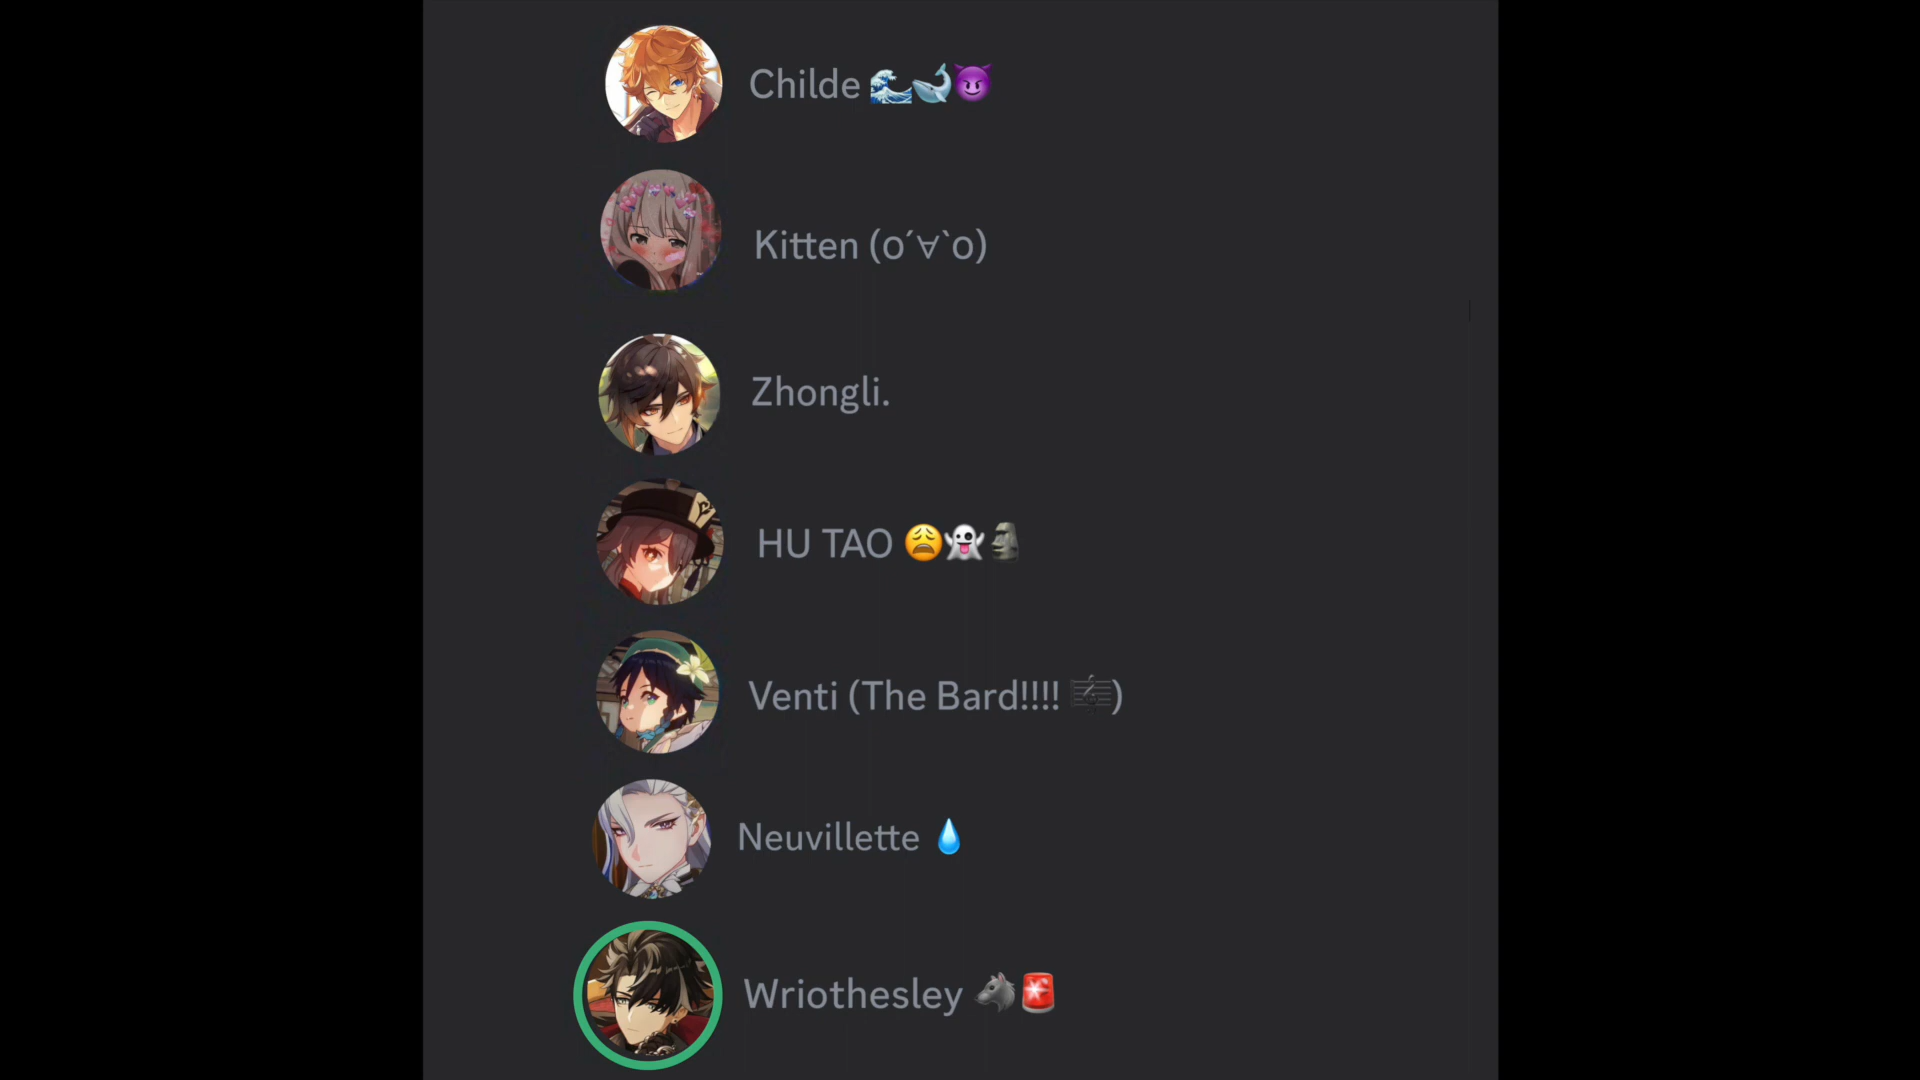 Childe 🌊🐋😈
Kitten (o´∀`o)
Zhongli.
HU TAO 😩👻🗿
Venti (The Bard!!!! 🎼)
Neuvillette 💧
Wriothesley 🐺🚨